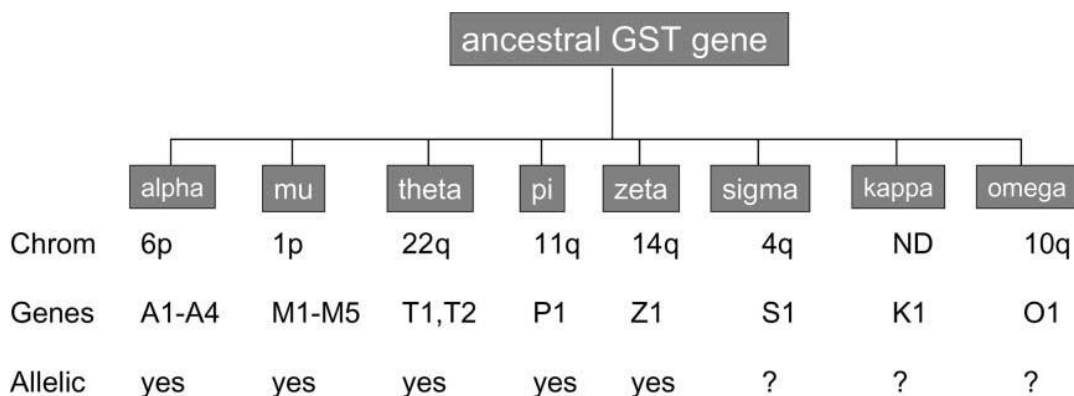 ancestral GST gene
alpha mu theta pi zeta sigma kappa omega
Chrom 6p 1p 22q 11q 14q 4q ND 10q
Genes A1-A4 M1-M5 T1,T2 P1 Z1 S1 K1 O1
Allelic yes yes yes yes yes ? ? ?